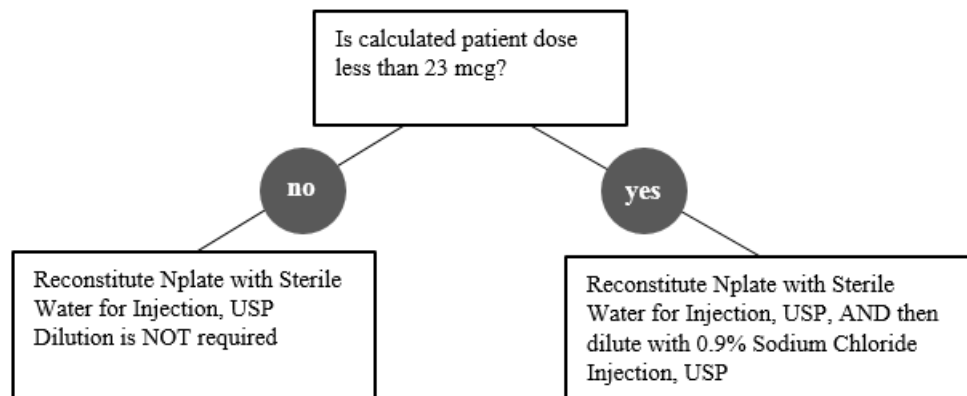 Is calculated patient dose
less than 23 mcg?
no
yes
Reconstitute Nplate with Sterile
Water for Injection, USP
Dilution is NOT required
Reconstitute Nplate with Sterile
Water for Injection, USP, AND then
dilute with 0.9% Sodium Chloride
Injection, USP